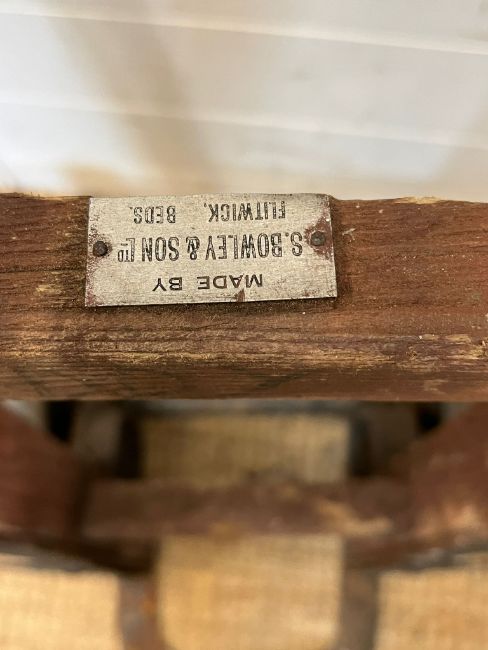 MADE BY
S. BOWLEY & SON LTD
FLITWICK,
BEDS.